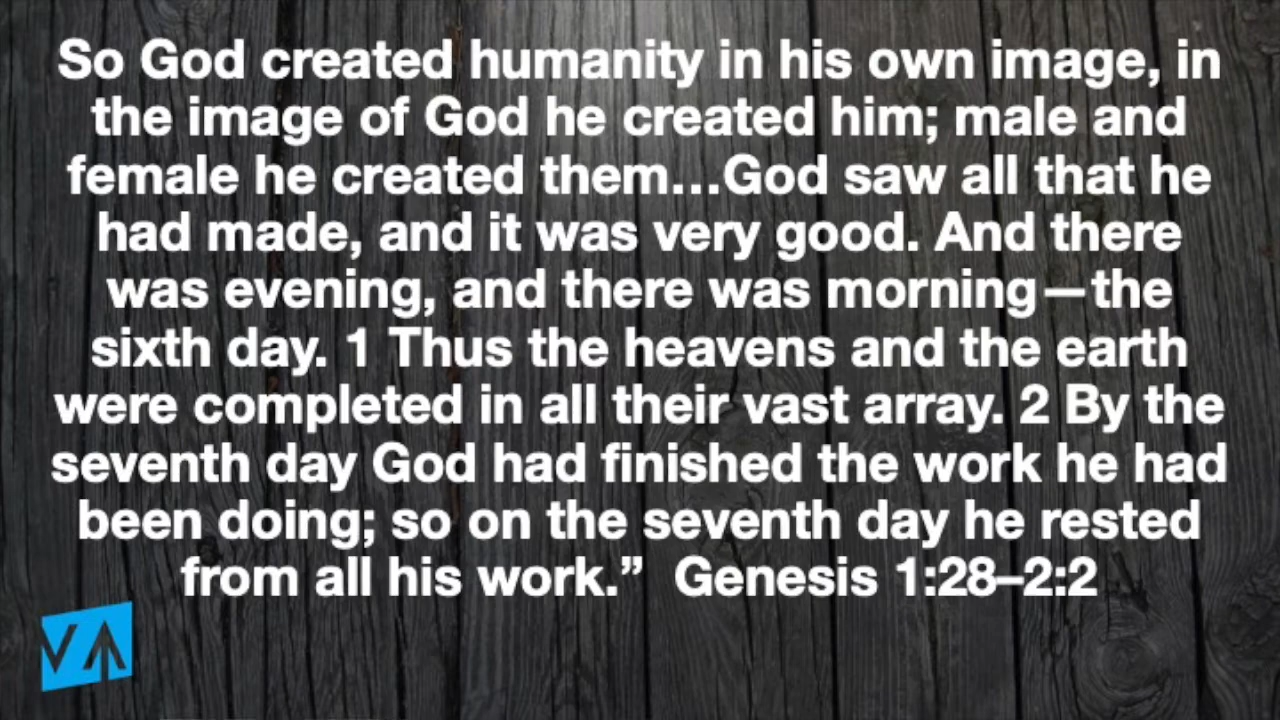 So God created humanity in his own image, in
the image of God he created him; male and
female he created them…God saw all that he
had made, and it was very good. And there
was evening, and there was morning—the
sixth day. 1 Thus the heavens and the earth
were completed in all their vast array. 2 By the
seventh day God had finished the work he had
been doing; so on the seventh day he rested
from all his work.”  Genesis 1:28–2:2